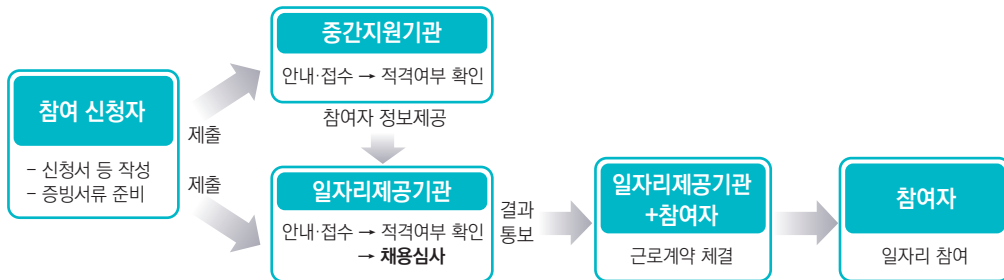 참여 신청자
- 신청서 등 작성
- 증빙서류 준비
제출
제출
중간지원기관
안내·접수 → 적격여부 확인
참여자 정보제공
일자리제공기관
안내·접수 → 적격여부 확인
→ 채용심사
결과
통보
일자리제공기관
+참여자
근로계약 체결
참여자
일자리 참여